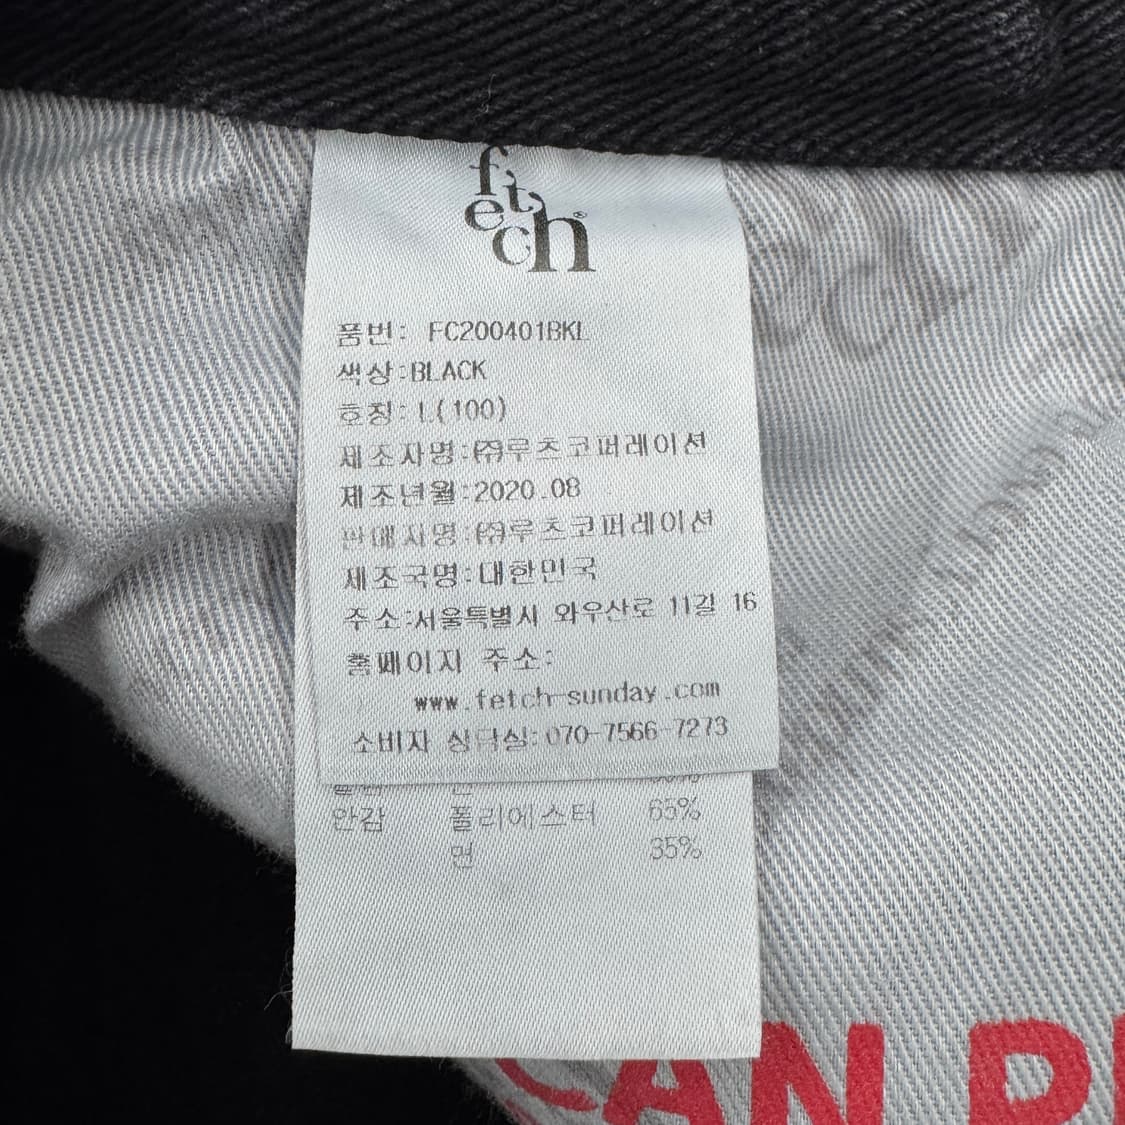 fetch®
품번: FC200401BKL
색상:BLACK
호칭: L(100)
제조자명:㈜루츠코퍼레이션
제조년월:2020.08
판매자명:㈜루츠코퍼레이션
제조국명:대한민국
주소:서울특별시 와우산로 11길 16
홈페이지 주소:
www.fetch-sunday.com
소비자 상담실:070-7566-7273
안감 폴리에스터 65%
면 35%
AN